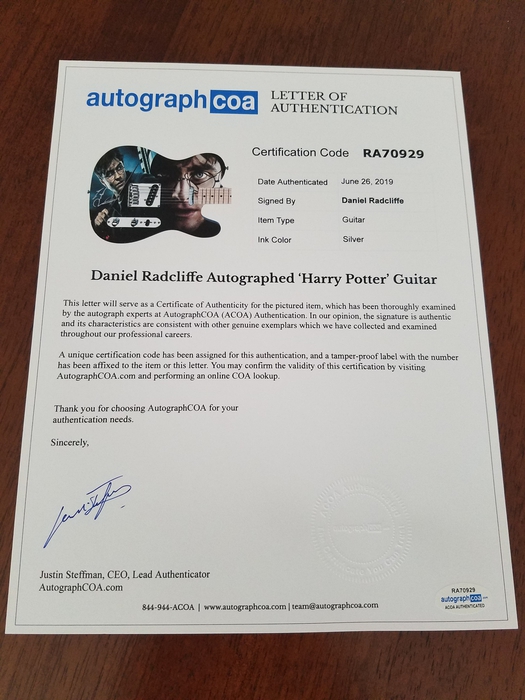 autographcoa LETTER OF
AUTHENTICATION
Certification Code RA70929
Date Authenticated June 26, 2019
Signed By Daniel Radcliffe
Item Type Guitar
Ink Color Silver
Daniel Radcliffe Autographed 'Harry Potter' Guitar
This letter will serve as a Certificate of Authenticity for the pictured item, which has been thoroughly examined
by the autograph experts at AutographCOA (ACOA) Authentication. In our opinion, the signature is authentic
and its characteristics are consistent with other genuine exemplars which we have collected and examined
throughout our professional careers.
A unique certification code has been assigned for this authentication, and a tamper-proof label with the number
has been affixed to the item or this letter. You may confirm the validity of this certification by visiting
AutographCOA.com and performing an online COA lookup.
Thank you for choosing AutographCOA for your
authentication needs.
Sincerely,
Justin Steffman, CEO, Lead Authenticator
AutographCOA.com
844-944-ACOA | www.autographcoa.com | team@autographcoa.com
RA70929
autographcoa
ACOA AUTHENTICATED